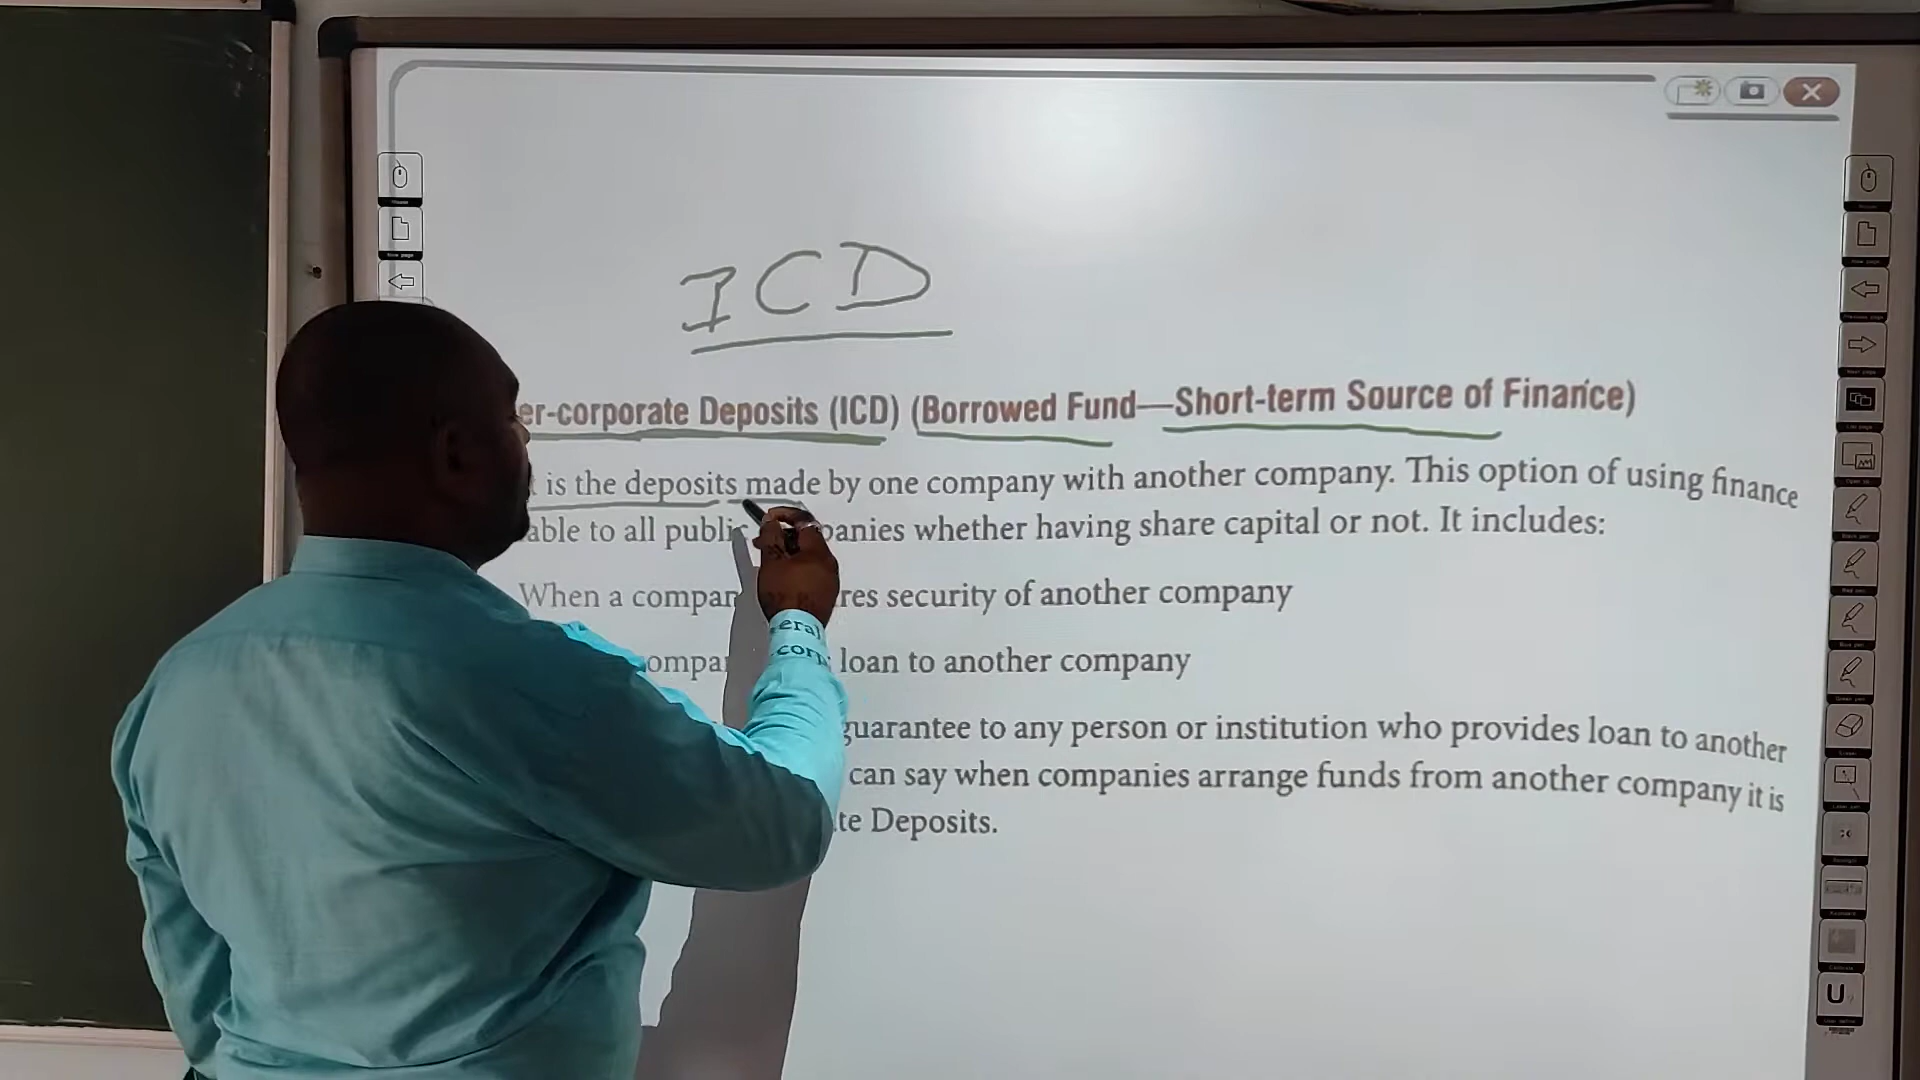 ICD
er-corporate Deposits (ICD) (Borrowed Fund—Short-term Source of Finance)
is the deposits made by one company with another company. This option of using finance
able to all public panies whether having share capital or not. It includes:
When a compan res security of another company
ompa loan to another company
guarantee to any person or institution who provides loan to another
can say when companies arrange funds from another company it is
te Deposits.